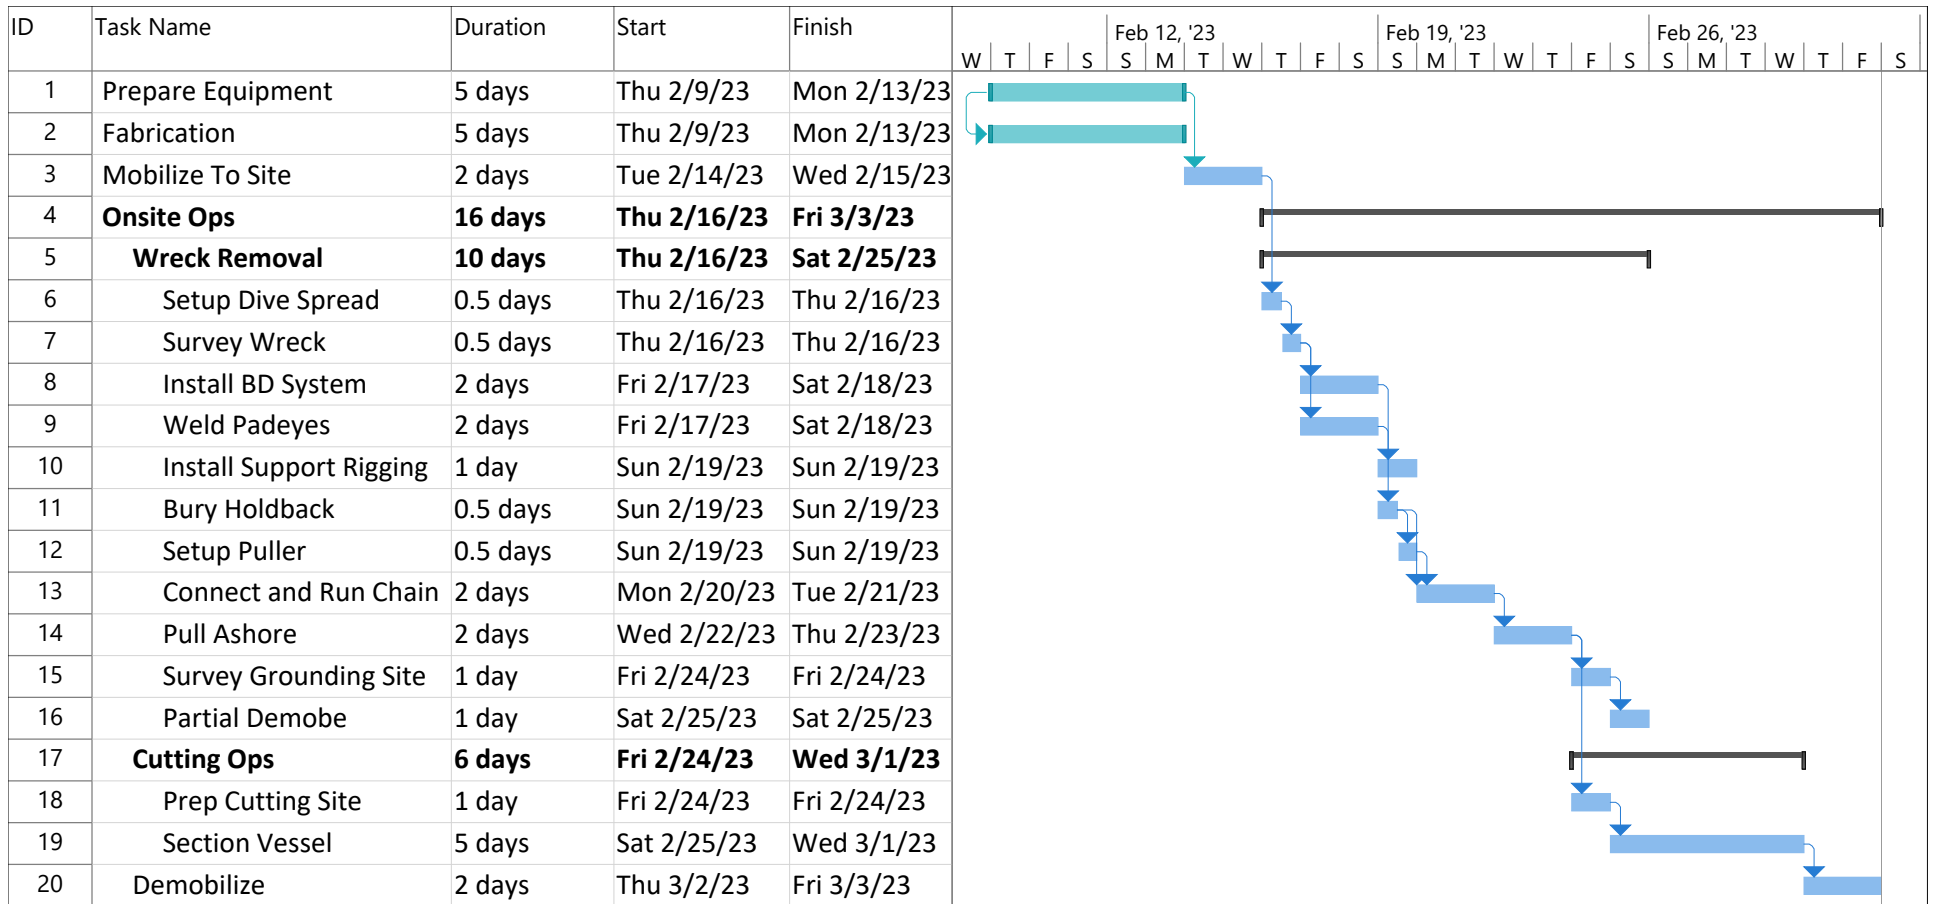 ID Task Name Duration Start Finish
Feb 12, '23 Feb 19, '23 Feb 26, '23
W T F S S M T W T F S S M T W T F S S M T W T F S
1 Prepare Equipment 5 days Thu 2/9/23 Mon 2/13/23
2 Fabrication 5 days Thu 2/9/23 Mon 2/13/23
3 Mobilize To Site 2 days Tue 2/14/23 Wed 2/15/23
4 Onsite Ops 16 days Thu 2/16/23 Fri 3/3/23
5 Wreck Removal 10 days Thu 2/16/23 Sat 2/25/23
6 Setup Dive Spread 0.5 days Thu 2/16/23 Thu 2/16/23
7 Survey Wreck 0.5 days Thu 2/16/23 Thu 2/16/23
8 Install BD System 2 days Fri 2/17/23 Sat 2/18/23
9 Weld Padeyes 2 days Fri 2/17/23 Sat 2/18/23
10 Install Support Rigging 1 day Sun 2/19/23 Sun 2/19/23
11 Bury Holdback 0.5 days Sun 2/19/23 Sun 2/19/23
12 Setup Puller 0.5 days Sun 2/19/23 Sun 2/19/23
13 Connect and Run Chain 2 days Mon 2/20/23 Tue 2/21/23
14 Pull Ashore 2 days Wed 2/22/23 Thu 2/23/23
15 Survey Grounding Site 1 day Fri 2/24/23 Fri 2/24/23
16 Partial Demobe 1 day Sat 2/25/23 Sat 2/25/23
17 Cutting Ops 6 days Fri 2/24/23 Wed 3/1/23
18 Prep Cutting Site 1 day Fri 2/24/23 Fri 2/24/23
19 Section Vessel 5 days Sat 2/25/23 Wed 3/1/23
20 Demobilize 2 days Thu 3/2/23 Fri 3/3/23